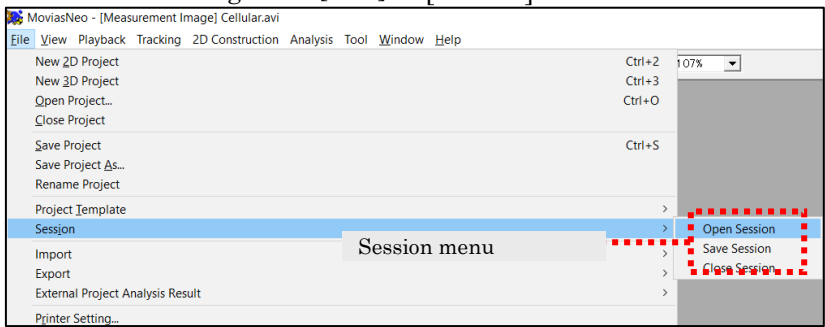 MoviasNeo - [Measurement Image] Cellular.avi
File View Playback Tracking 2D Construction Analysis Tool Window Help
New 2D Project Ctrl+2
107%
New 3D Project Ctrl+3
Open Project... Ctrl+O
Close Project
Save Project Ctrl+S
Save Project As...
Rename Project
Project Template >
Session > Open Session
Session menu
Save Session
Import >
Close Session
Export >
External Project Analysis Result >
Printer Setting...